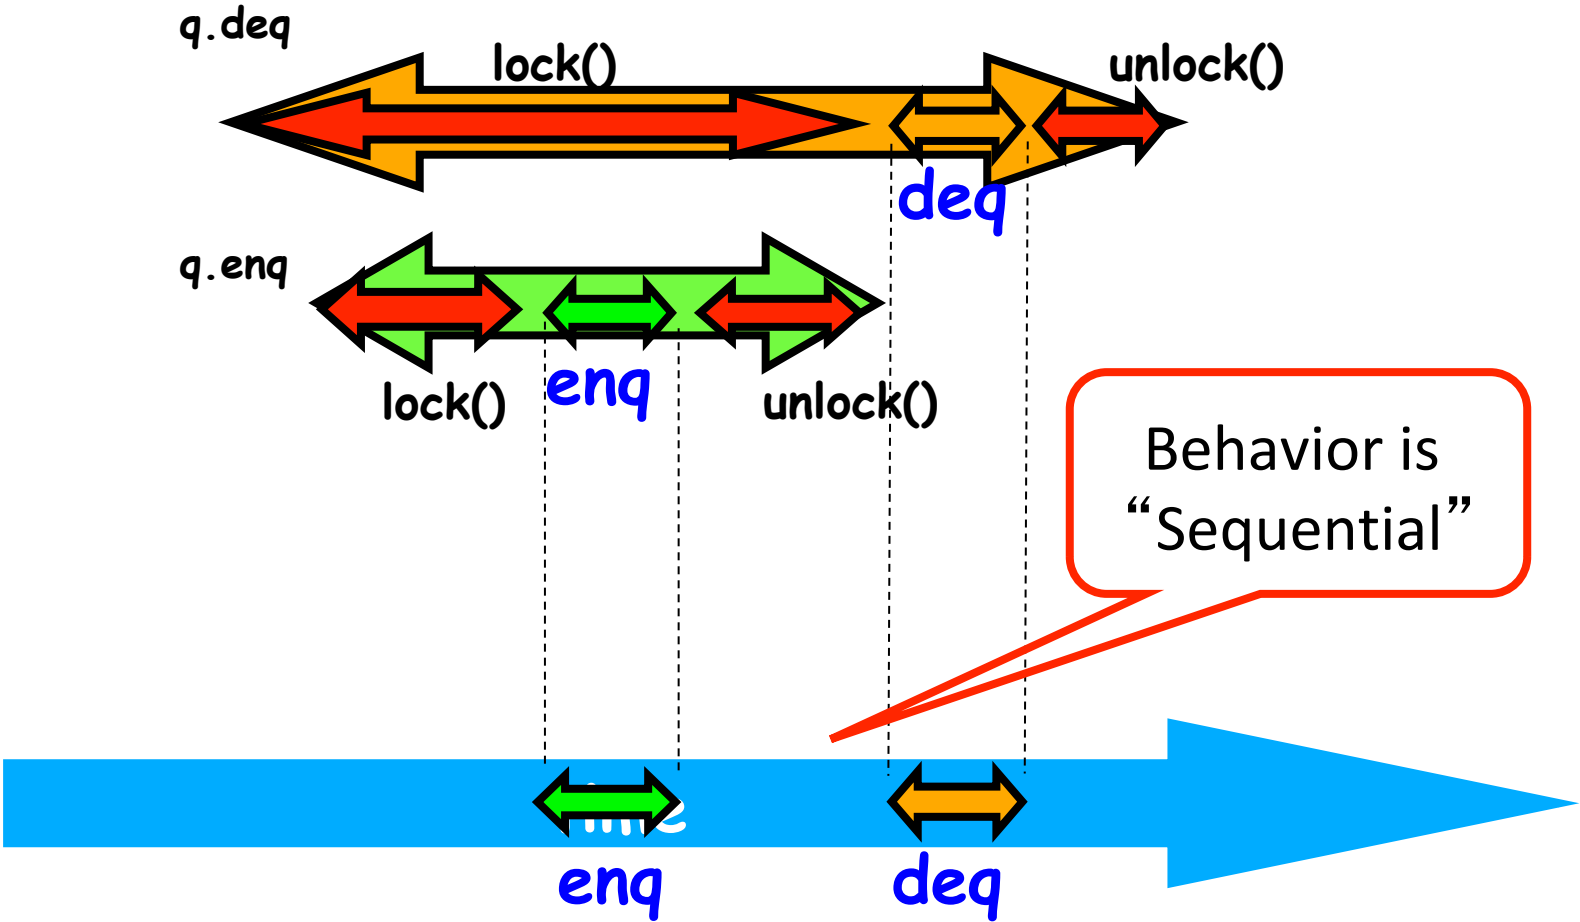 q.deq
lock()
unlock()
deq
q.enq
lock()
enq
unlock()
Behavior is
“Sequential”
enq
deq